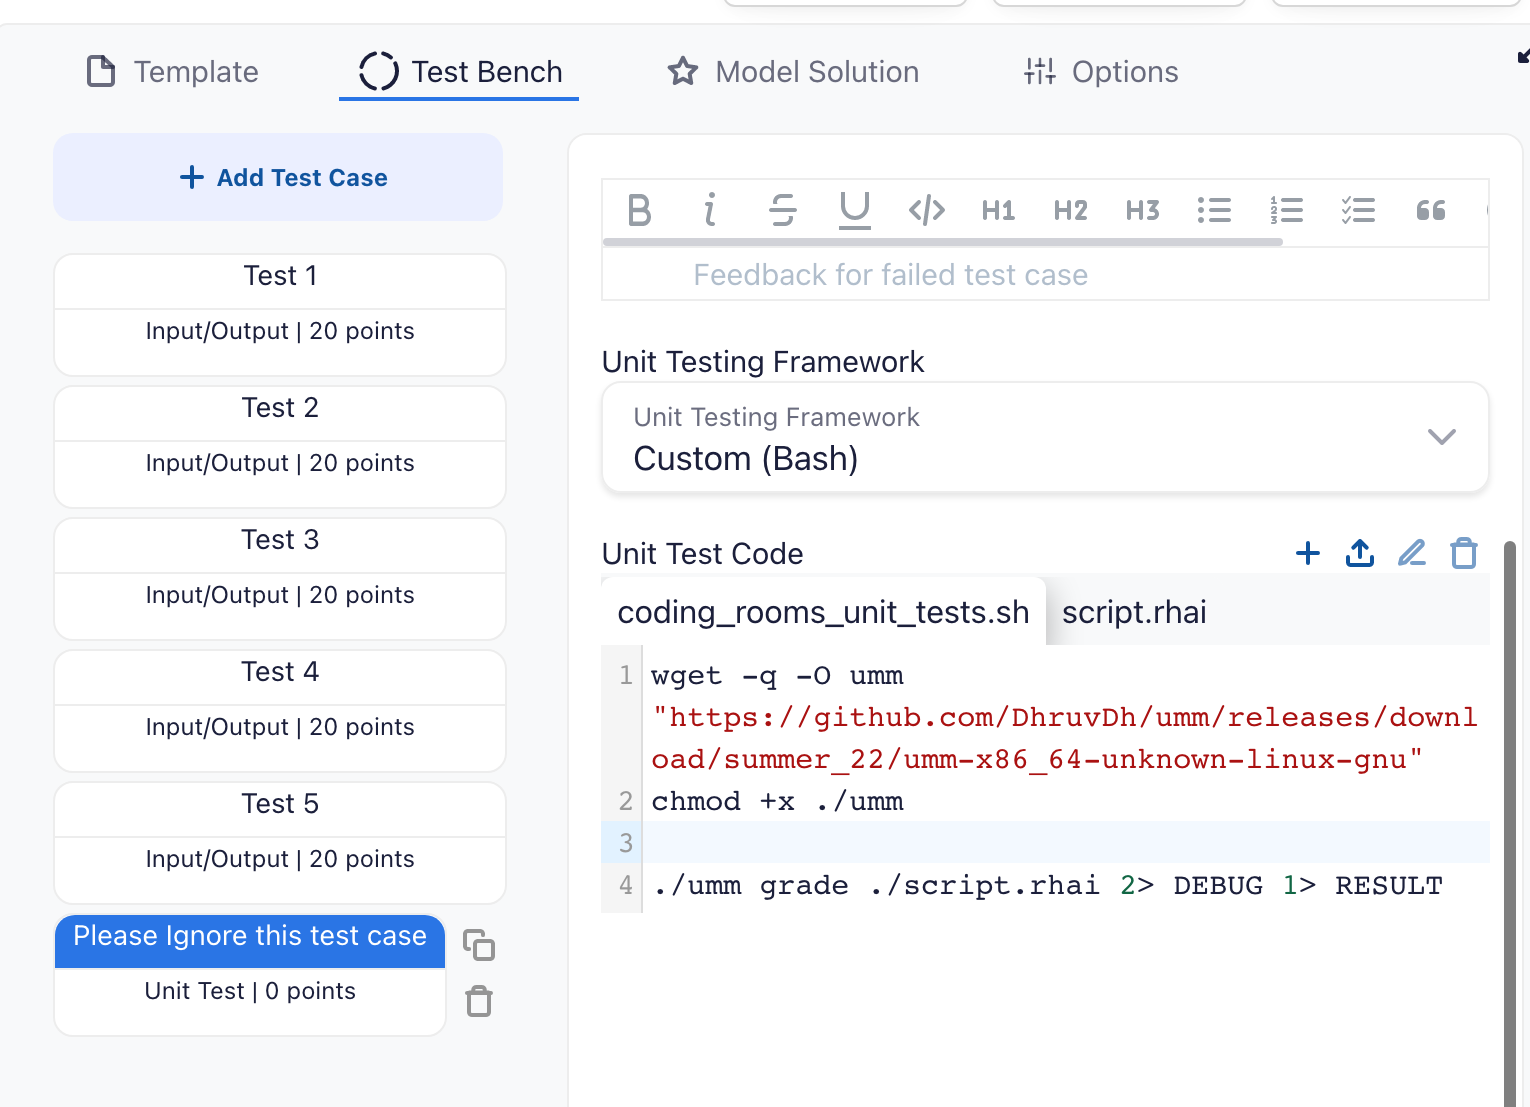 Template
Test Bench
Model Solution
Options
Add Test Case
Test 1
Input/Output | 20 points
Test 2
Input/Output | 20 points
Test 3
Input/Output | 20 points
Test 4
Input/Output | 20 points
Test 5
Input/Output | 20 points
Please Ignore this test case
Unit Test | 0 points
B i S U </> H1 H2 H3
Feedback for failed test case
Unit Testing Framework
Unit Testing Framework
Custom (Bash)
Unit Test Code
coding_rooms_unit_tests.sh
script.rhai
1 wget -q -O umm
"https://github.com/DhruvDh/umm/releases/downl
oad/summer_22/umm-x86_64-unknown-linux-gnu"
2 chmod +x ./umm
3
4 ./umm grade ./script.rhai 2> DEBUG 1> RESULT